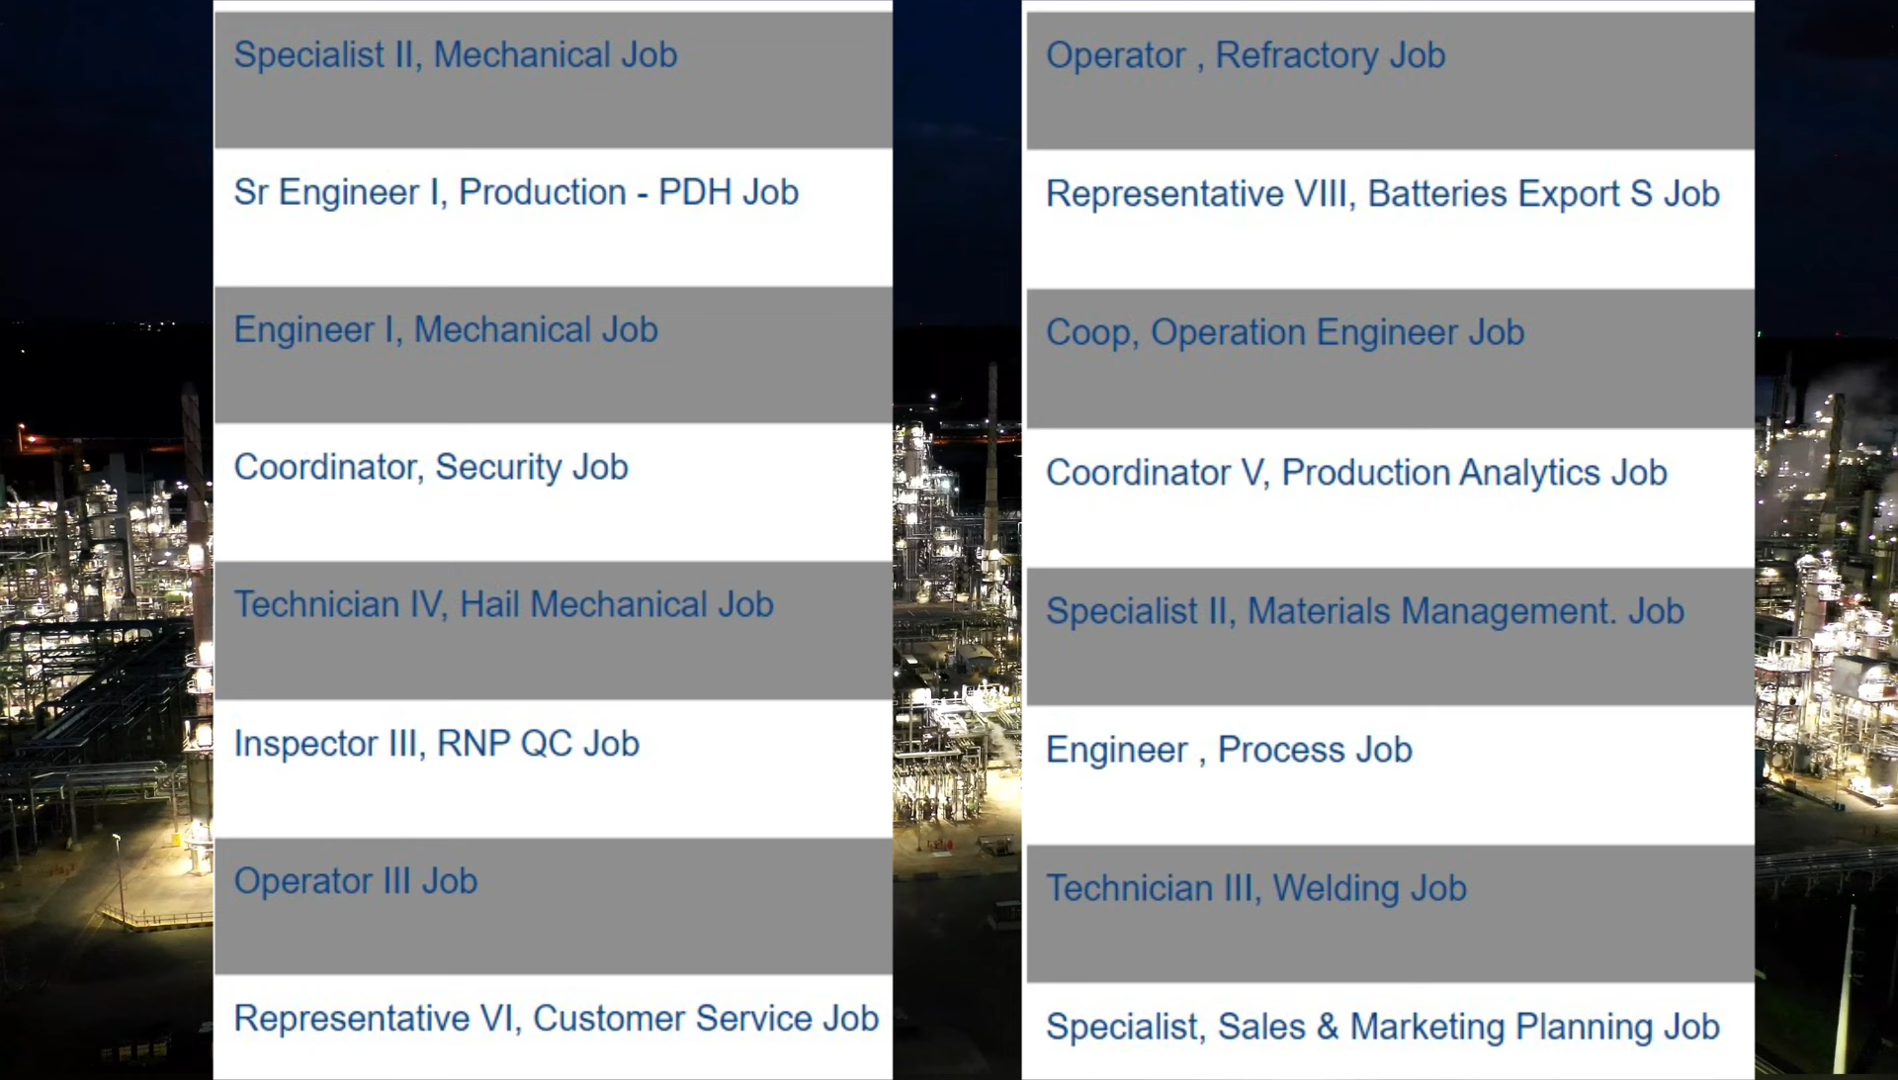 Specialist II, Mechanical Job
Sr Engineer I, Production - PDH Job
Engineer I, Mechanical Job
Coordinator, Security Job
Technician IV, Hail Mechanical Job
Inspector III, RNP QC Job
Operator III Job
Representative VI, Customer Service Job
Operator , Refractory Job
Representative VIII, Batteries Export S Job
Coop, Operation Engineer Job
Coordinator V, Production Analytics Job
Specialist II, Materials Management. Job
Engineer , Process Job
Technician III, Welding Job
Specialist, Sales & Marketing Planning Job